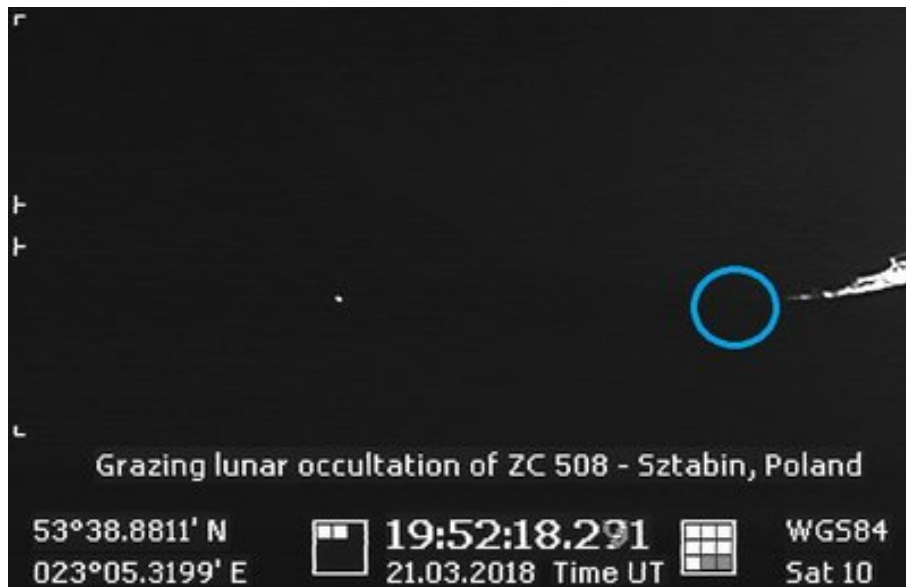 Grazing lunar occultation of ZC 508 - Sztabin, Poland
53°38.8811' N 19:52:18.291 WGS84
023°05.3199' E 21.03.2018 Time UT Sat 10